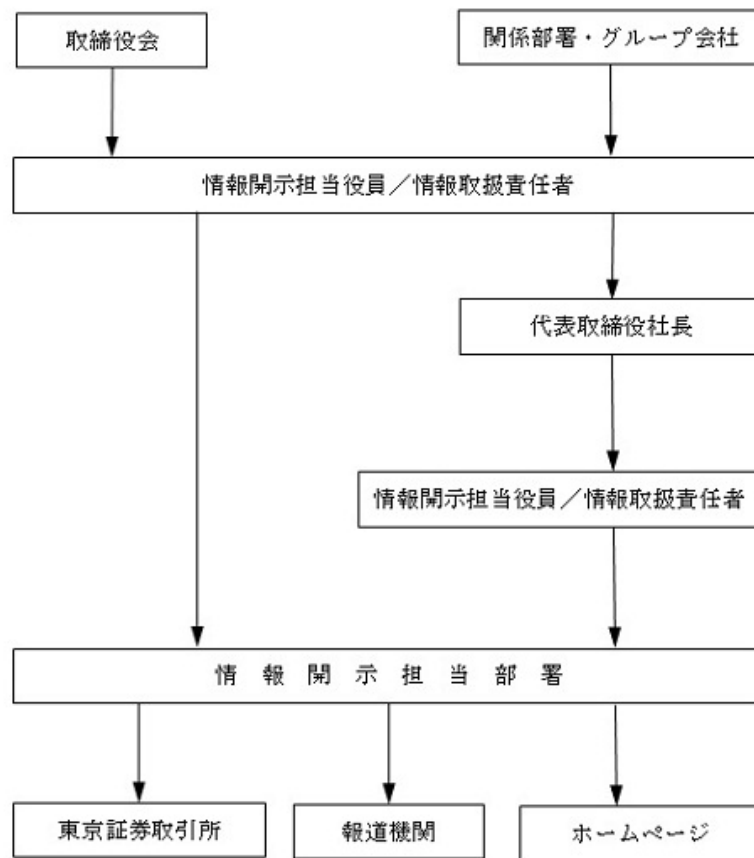 取締役会
関係部署・グループ会社
情報開示担当役員／情報取扱責任者
代表取締役社長
情報開示担当役員／情報取扱責任者
情報開示担当部署
東京証券取引所
報道機関
ホームページ